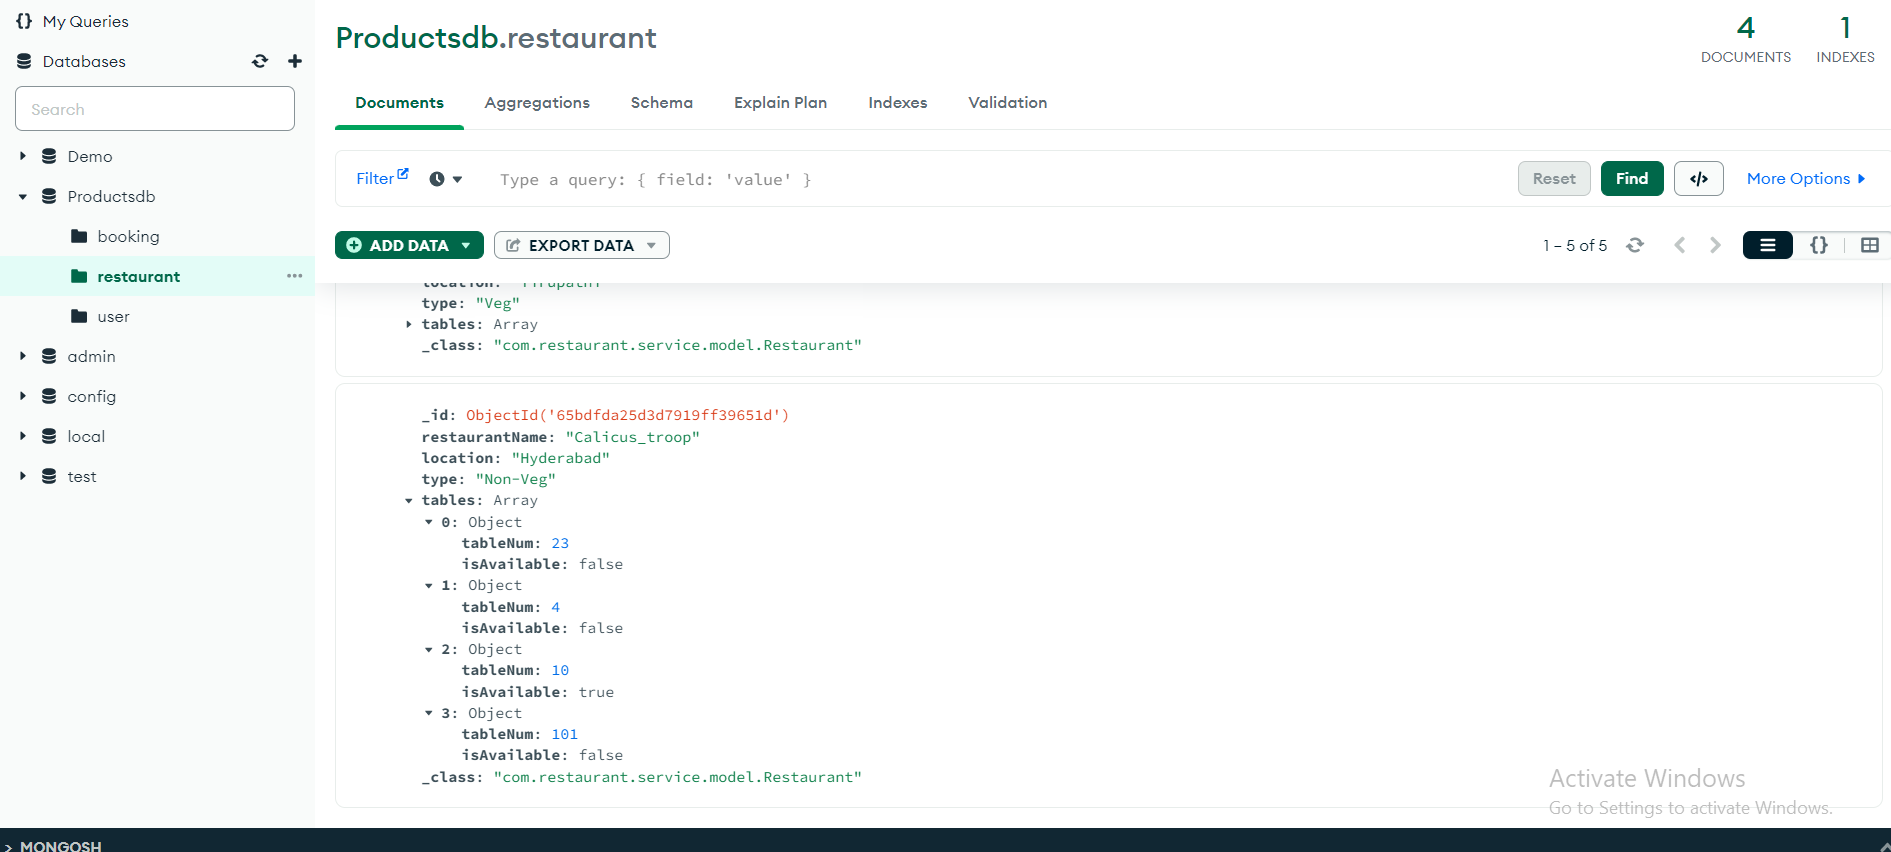 {} My Queries
Databases
Search
Demo
Productsdb
booking
restaurant
user
admin
config
local
test
Productsdb.restaurant
4
DOCUMENTS
1
INDEXES
Documents Aggregations Schema Explain Plan Indexes Validation
Filter Type a query: { field: 'value' } Reset Find </> More Options
ADD DATA EXPORT DATA 1 – 5 of 5 {}
location: "Tirupathi"
type: "Veg"
tables: Array
_class: "com.restaurant.service.model.Restaurant"
_id: ObjectId('65bdfda25d3d7919ff39651d')
restaurantName: "Calicus_troop"
location: "Hyderabad"
type: "Non-Veg"
tables: Array
0: Object
tableNum: 23
isAvailable: false
1: Object
tableNum: 4
isAvailable: false
2: Object
tableNum: 10
isAvailable: true
3: Object
tableNum: 101
isAvailable: false
_class: "com.restaurant.service.model.Restaurant"
Activate Windows
Go to Settings to activate Windows.
> MONGOSH